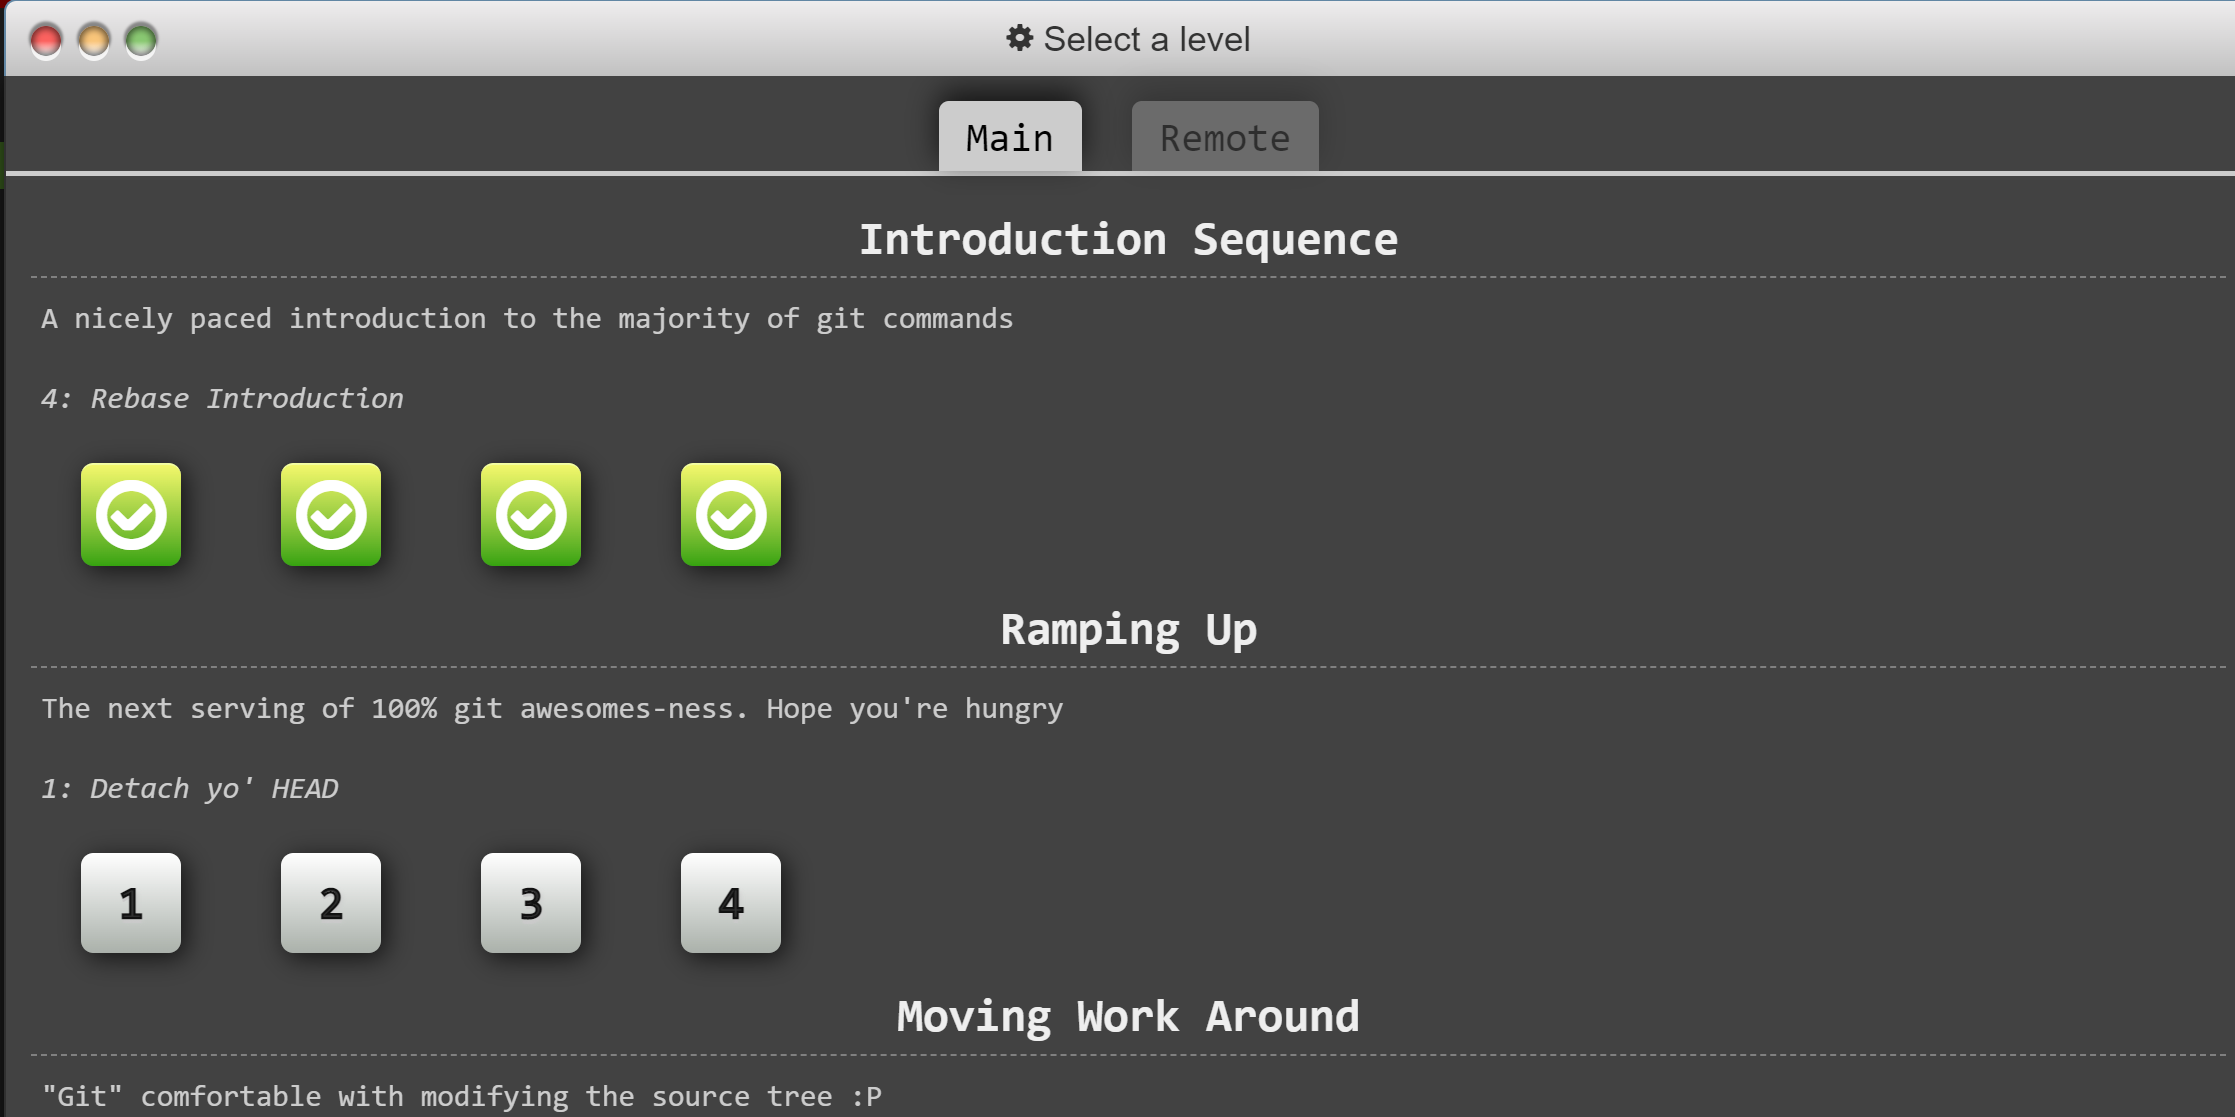 Select a level
Main Remote
Introduction Sequence
A nicely paced introduction to the majority of git commands
4: Rebase Introduction
Ramping Up
The next serving of 100% git awesomes-ness. Hope you're hungry
1: Detach yo' HEAD
1 2 3 4
Moving Work Around
"Git" comfortable with modifying the source tree :P